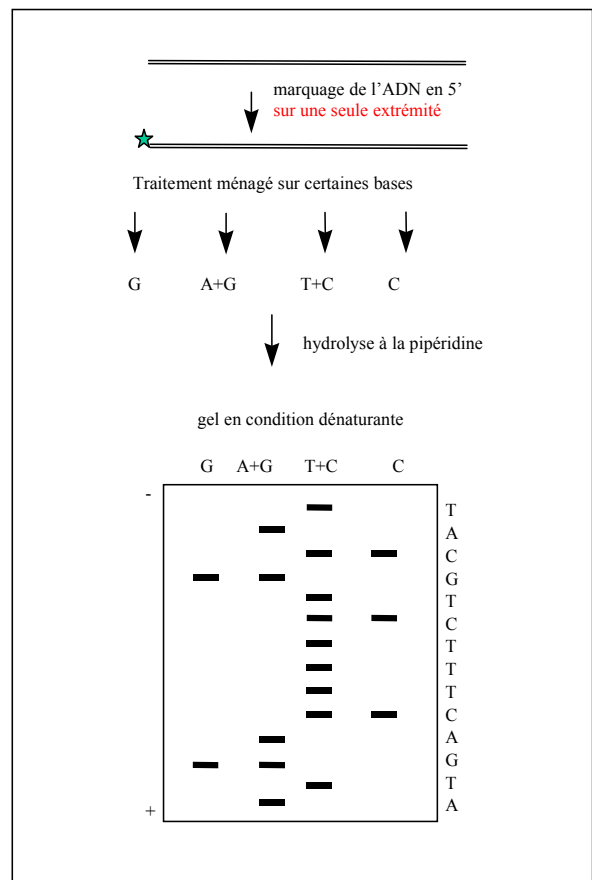 marquage de l'ADN en 5'
sur une seule extrémité
Traitement ménagé sur certaines bases
G A+G T+C C
hydrolyse à la pipéridine
gel en condition dénaturante
G A+G T+C C
-
T
A
C
G
T
C
T
T
T
C
A
G
T
A
+